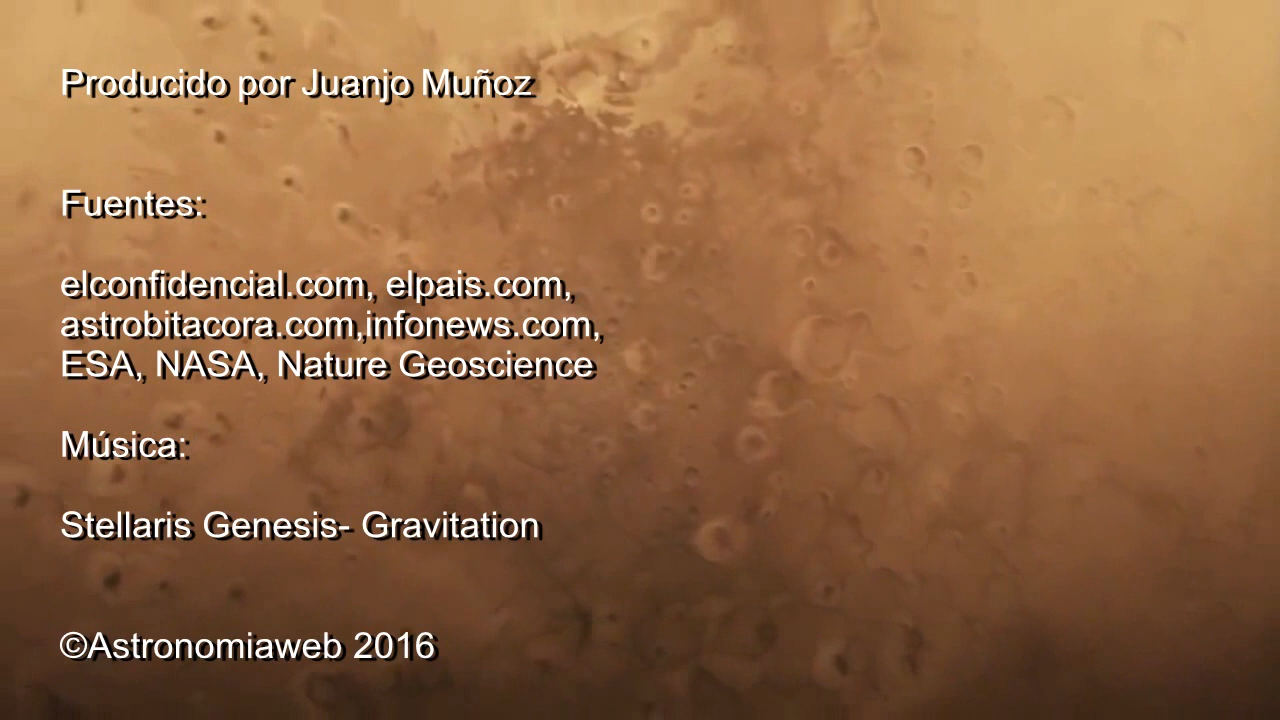 Producido por Juanjo Muñoz
Fuentes:
elconfidencial.com, elpais.com,
astrobitacora.com,infonews.com,
ESA, NASA, Nature Geoscience
Música:
Stellaris Genesis- Gravitation
©Astronomiaweb 2016